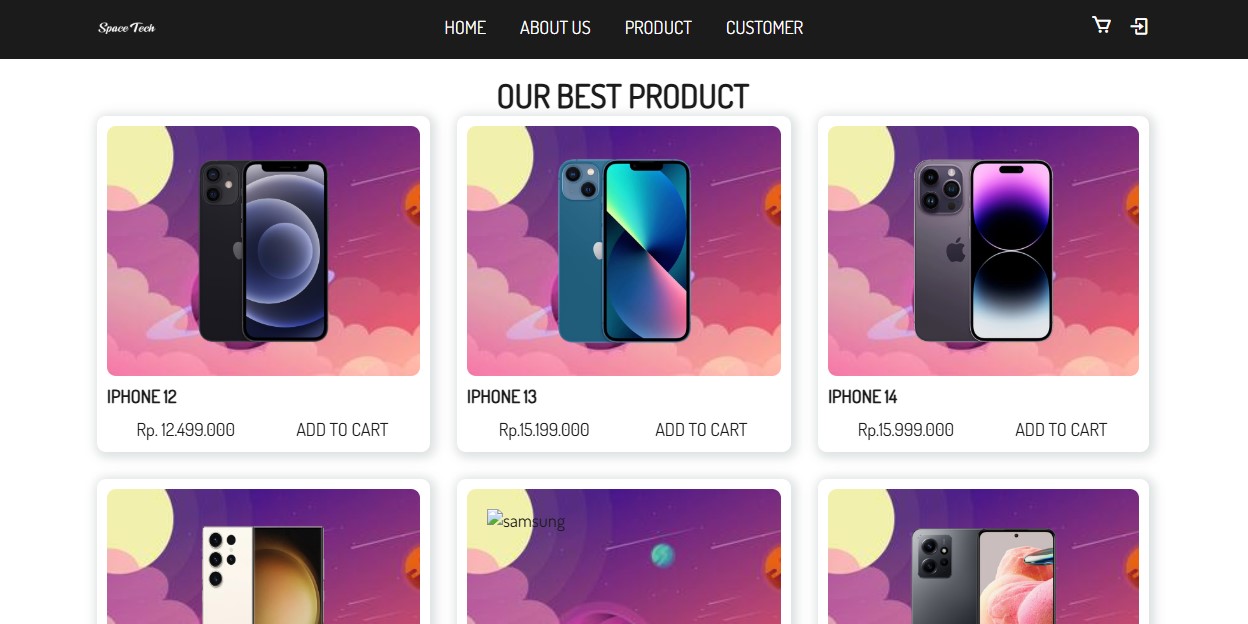 Space Tech
HOME ABOUT US PRODUCT CUSTOMER
OUR BEST PRODUCT
IPHONE 12
Rp. 12.499.000 ADD TO CART
IPHONE 13
Rp.15.199.000 ADD TO CART
IPHONE 14
Rp.15.999.000 ADD TO CART
samsung